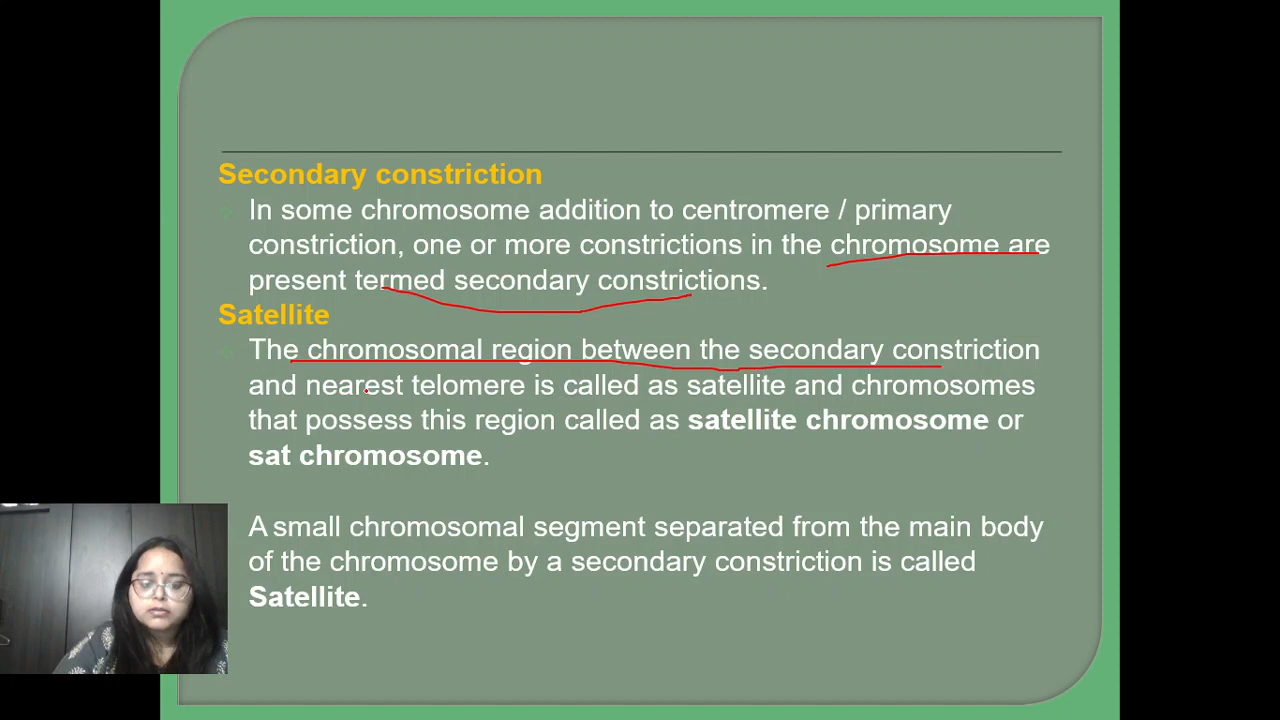 Secondary constriction
In some chromosome addition to centromere / primary
constriction, one or more constrictions in the chromosome are
present termed secondary constrictions.
Satellite
The chromosomal region between the secondary constriction
and nearest telomere is called as satellite and chromosomes
that possess this region called as satellite chromosome or
sat chromosome.
A small chromosomal segment separated from the main body
of the chromosome by a secondary constriction is called
Satellite.